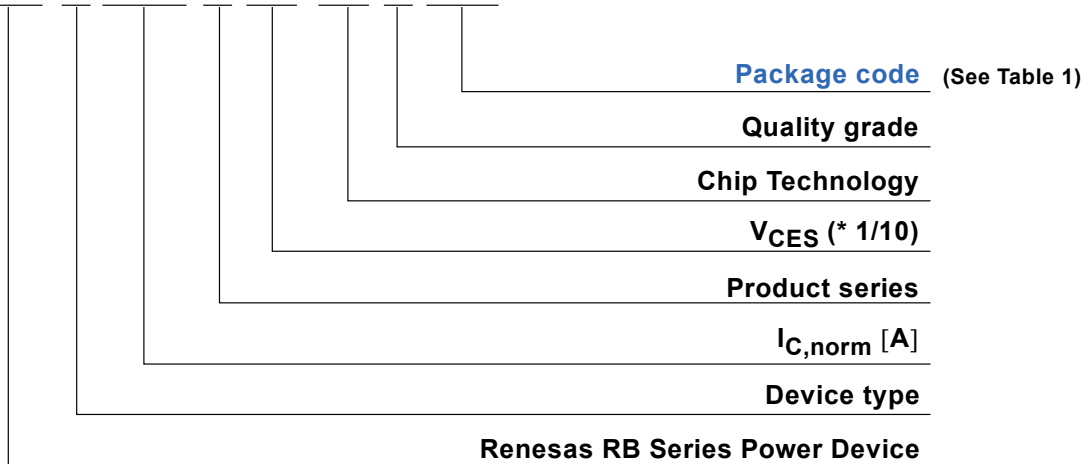 Package code (See Table 1)
Quality grade
Chip Technology
VCES (* 1/10)
Product series
IC,norm [A]
Device type
Renesas RB Series Power Device